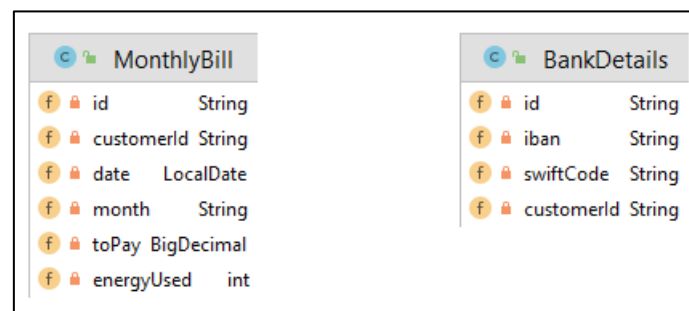 MonthlyBill
id String
customerId String
date LocalDate
month String
toPay BigDecimal
energyUsed int
BankDetails
id String
iban String
swiftCode String
customerId String